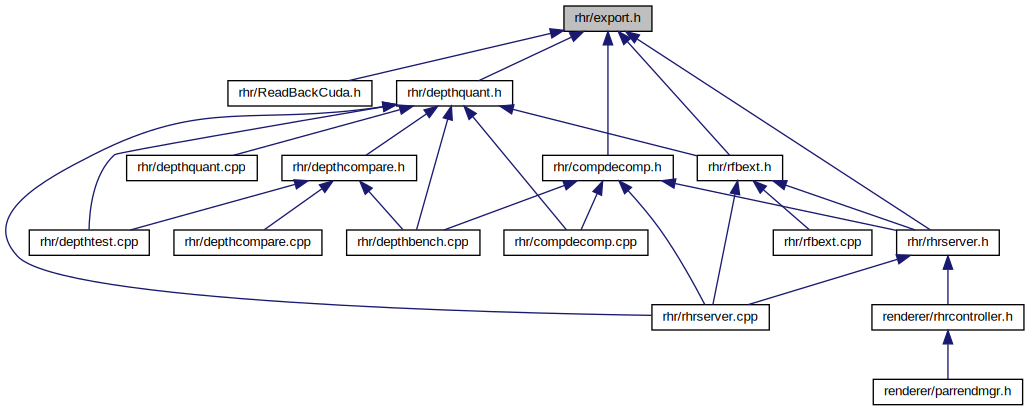 rhr/export.h
rhr/ReadBackCuda.h
rhr/depthquant.h
rhr/depthquant.cpp
rhr/depthcompare.h
rhr/compdecomp.h
rhr/rfbext.h
rhr/depthtest.cpp
rhr/depthcompare.cpp
rhr/depthbench.cpp
rhr/compdecomp.cpp
rhr/rfbext.cpp
rhr/rhrserver.h
rhr/rhrserver.cpp
renderer/rhrcontroller.h
renderer/parrendmgr.h